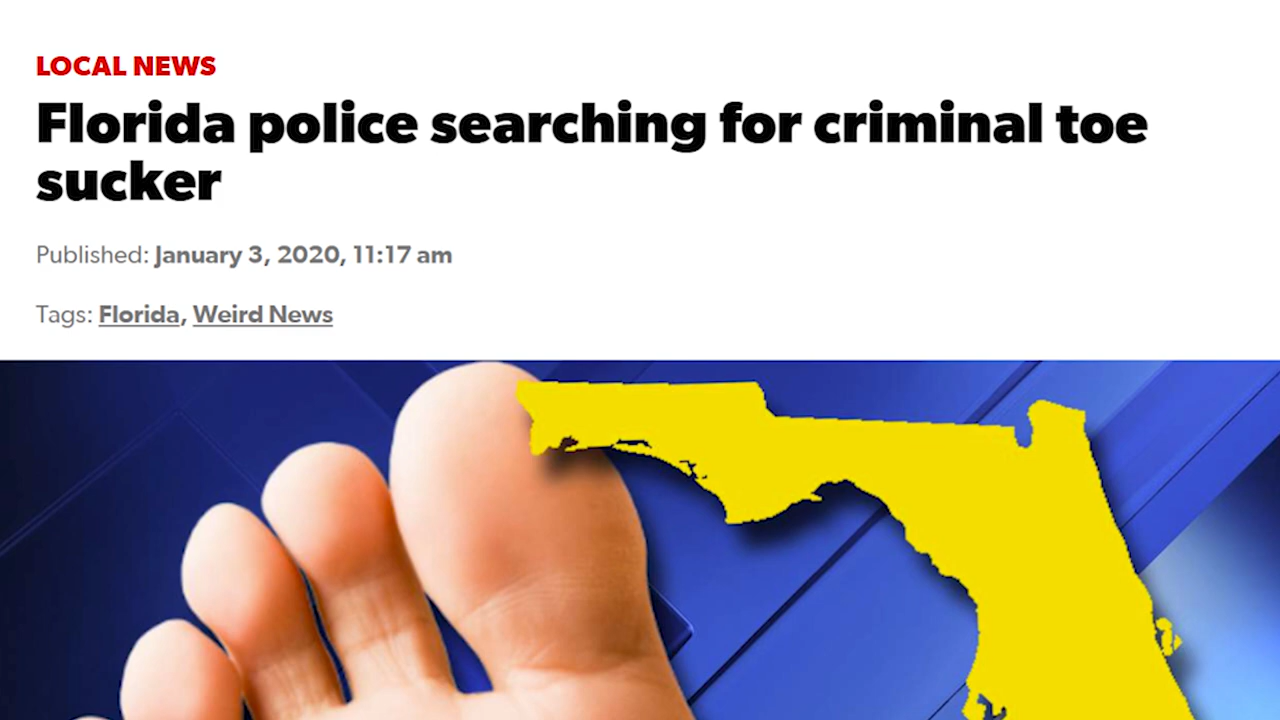 LOCAL NEWS
Florida police searching for criminal toe
sucker
Published: January 3, 2020, 11:17 am
Tags: Florida, Weird News